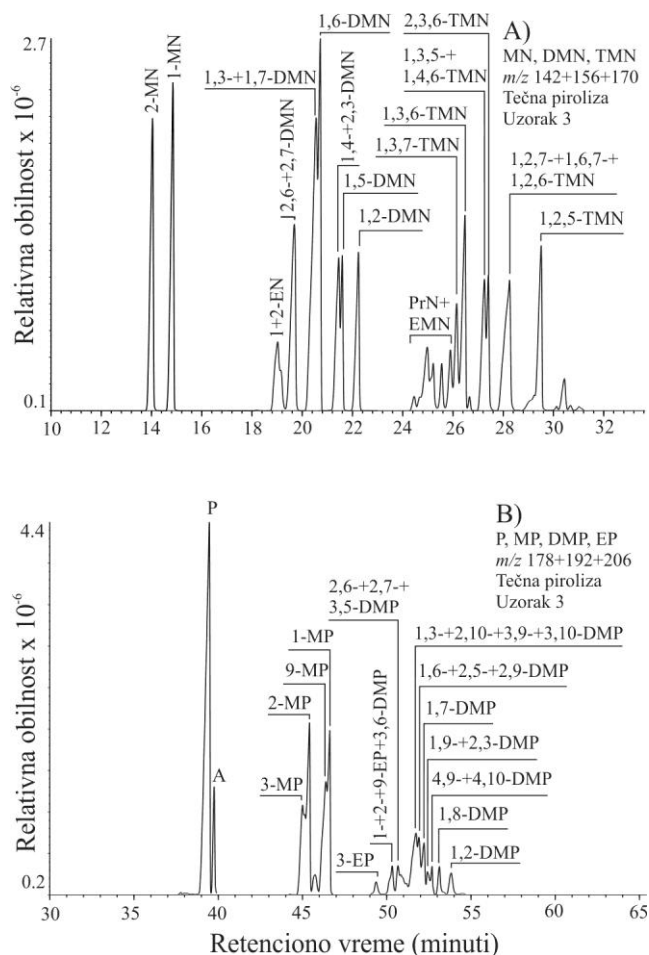 2.7
Relativna obilnost x 10-6
0.1
2-MN
1-MN
1,3-+1,7-DMN
1+2-EN
2,6-+2,7-DMN
1,6-DMN
1,4-+2,3-DMN
1,5-DMN
1,2-DMN
2,3,6-TMN
1,3,5-+
1,4,6-TMN
1,3,6-TMN
1,3,7-TMN
PrN+
EMN
1,2,7-+1,6,7-+
1,2,6-TMN
1,2,5-TMN
A)
MN, DMN, TMN
m/z 142+156+170
Tečna piroliza
Uzorak 3
10 12 14 16 18 20 22 24 26 28 30 32
4.4
Relativna obilnost x 10-6
0.2
P
A
3-MP
2-MP
9-MP
1-MP
3-EP
1-+2-+9-EP+3,6-DMP
2,6-+2,7-+
3,5-DMP
B)
P, MP, DMP, EP
m/z 178+192+206
Tečna piroliza
Uzorak 3
1,3-+2,10-+3,9-+3,10-DMP
1,6-+2,5-+2,9-DMP
1,7-DMP
1,9-+2,3-DMP
4,9-+4,10-DMP
1,8-DMP
1,2-DMP
30 35 40 45 50 55 60 65
Retenciono vreme (minuti)